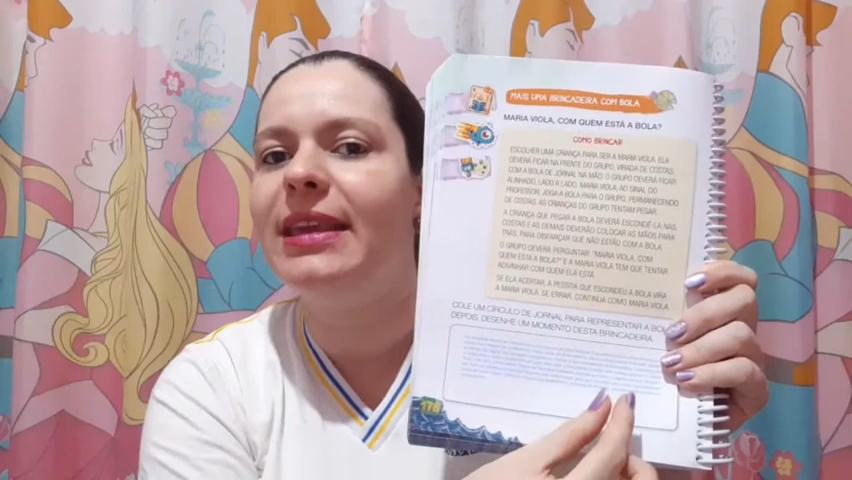 MAIS UMA BRINCADEIRA COM BOLA
MARIA VIOLA, COM QUEM ESTÁ A BOLA?
COMO BRINCAR
ESCOLHER UMA CRIANÇA PARA SER A MARIA VIOLA. ELA
DEVERÁ FICAR NA FRENTE DO GRUPO, VIRADA DE COSTAS,
COM A BOLA DE JORNAL NA MÃO. O GRUPO DEVERÁ FICAR
ALINHADO, LADO A LADO. MARIA VIOLA, AO SINAL DO
PROFESSOR, JOGA A BOLA PARA O GRUPO, PERMANECENDO
DE COSTAS. AS CRIANÇAS DO GRUPO TENTAM PEGAR.
A CRIANÇA QUE PEGAR A BOLA DEVERÁ ESCONDÊ-LA NAS
COSTAS E AS DEMAIS DEVERÃO COLOCAR AS MÃOS PARA
TRÁS, PARA DISFARÇAR QUE NÃO ESTÃO COM A BOLA.
O GRUPO DEVERÁ PERGUNTAR: "MARIA VIOLA, COM
QUEM ESTÁ A BOLA?" E A MARIA VIOLA TEM QUE TENTAR
ADIVINHAR COM QUEM ELA ESTÁ.
SE ELA ACERTAR, A PESSOA QUE ESCONDEU A BOLA VIRA
A MARIA VIOLA. SE ERRAR, CONTINUA COMO MARIA VIOLA.
COLE UM CÍRCULO DE JORNAL PARA REPRESENTAR A
DEPOIS, DESENHE UM MOMENTO DESTA BRINCADEIRA.
176